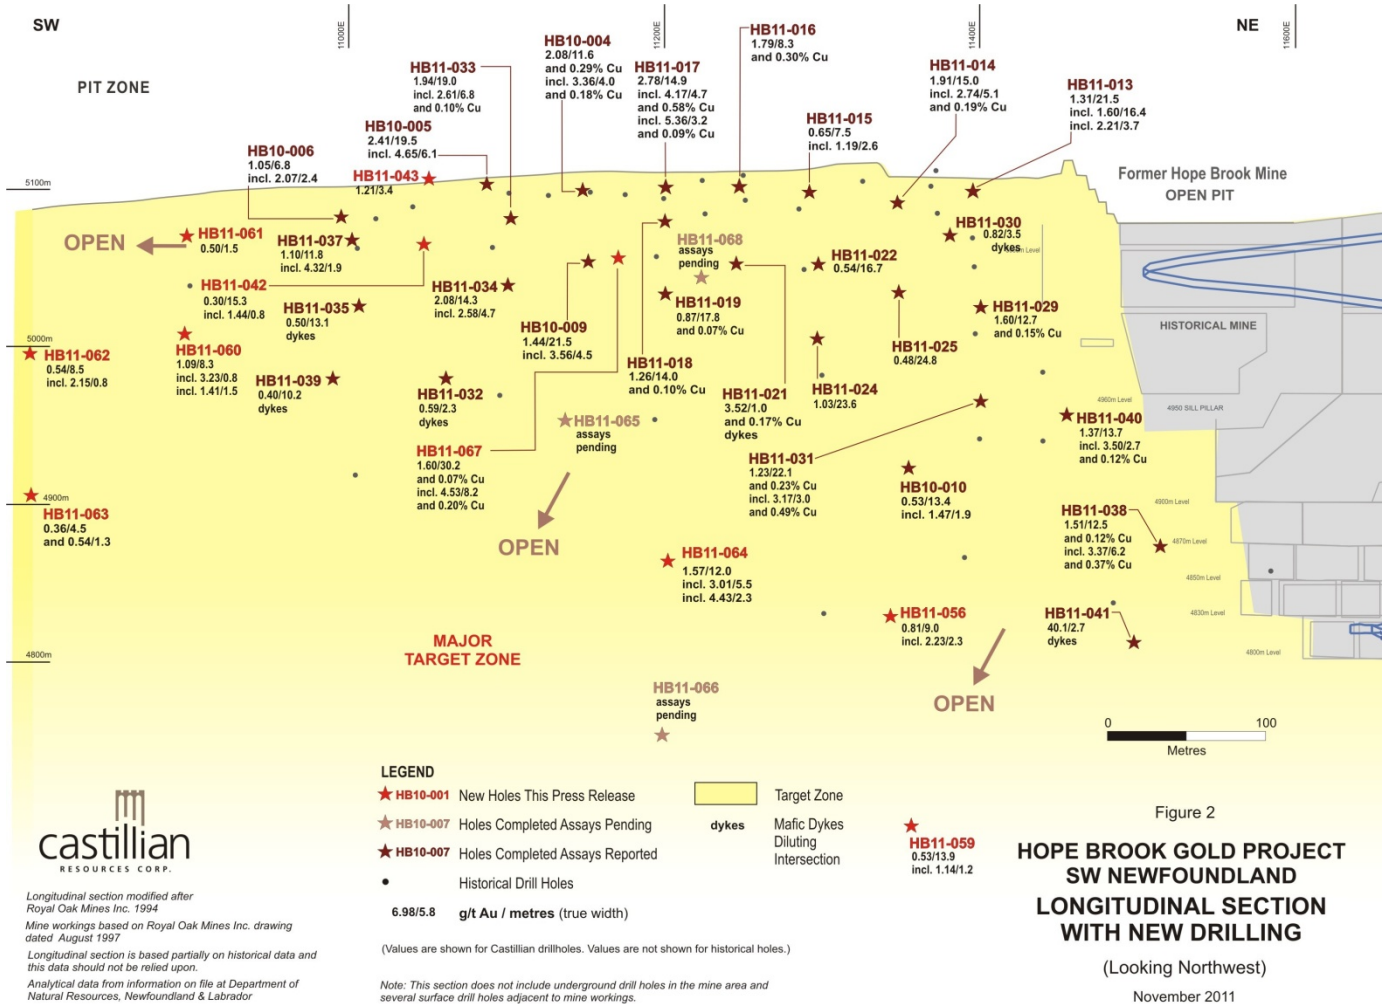 SW
11000E
11200E
11400E
NE
11600E
PIT ZONE
HB11-033
1.94/19.0
incl. 2.61/6.8
and 0.10% Cu
HB10-004
2.08/11.6
and 0.29% Cu
incl. 3.36/4.0
and 0.18% Cu
HB11-017
2.78/14.9
incl. 4.17/4.7
and 0.58% Cu
incl. 5.36/3.2
and 0.09% Cu
HB11-016
1.79/8.3
and 0.30% Cu
HB11-014
1.91/15.0
incl. 2.74/5.1
and 0.19% Cu
HB11-013
1.31/21.5
incl. 1.60/16.4
incl. 2.21/3.7
HB11-015
0.65/7.5
incl. 1.19/2.6
HB10-005
2.41/19.5
incl. 4.65/6.1
HB10-006
1.05/6.8
incl. 2.07/2.4
HB11-043
1.21/3.4
Former Hope Brook Mine
OPEN PIT
5100m
OPEN
HB11-061
0.50/1.5
HB11-037
1.10/11.8
incl. 4.32/1.9
HB11-068
assays
pending
HB11-030
0.82/3.5
dykes
HB11-022
0.54/16.7
HB11-042
0.30/15.3
incl. 1.44/0.8
HB11-035
0.50/13.1
dykes
HB11-034
2.08/14.3
incl. 2.58/4.7
HB11-019
0.87/17.8
and 0.07% Cu
HB11-029
1.60/12.7
and 0.15% Cu
HISTORICAL MINE
HB10-009
1.44/21.5
incl. 3.56/4.5
HB11-025
0.48/24.8
5000m
HB11-062
0.54/8.5
incl. 2.15/0.8
HB11-060
1.09/8.3
incl. 3.23/0.8
incl. 1.41/1.5
HB11-039
0.40/10.2
dykes
HB11-032
0.59/2.3
dykes
HB11-018
1.26/14.0
and 0.10% Cu
HB11-021
3.52/1.0
and 0.17% Cu
dykes
HB11-024
1.03/23.6
4960m Level
4950 SILL PILLAR
HB11-065
assays
pending
HB11-040
1.37/13.7
incl. 3.50/2.7
and 0.12% Cu
HB11-067
1.60/30.2
and 0.07% Cu
incl. 4.53/8.2
and 0.20% Cu
HB11-031
1.23/22.1
and 0.23% Cu
incl. 3.17/3.0
and 0.49% Cu
HB10-010
0.53/13.4
incl. 1.47/1.9
4900m
HB11-063
0.36/4.5
and 0.54/1.3
4900m Level
HB11-038
1.51/12.5
and 0.12% Cu
incl. 3.37/6.2
and 0.37% Cu
4870m Level
OPEN
HB11-064
1.57/12.0
incl. 3.01/5.5
incl. 4.43/2.3
4850m Level
HB11-056
0.81/9.0
incl. 2.23/2.3
HB11-041
40.1/2.7
dykes
4830m Level
4800m Level
MAJOR
TARGET ZONE
4800m
HB11-066
assays
pending
OPEN
0 100
Metres
LEGEND
HB10-001 New Holes This Press Release
HB10-007 Holes Completed Assays Pending
HB10-007 Holes Completed Assays Reported
Historical Drill Holes
6.98/5.8 g/t Au / metres (true width)
(Values are shown for Castillian drillholes. Values are not shown for historical holes.)
Note: This section does not include underground drill holes in the mine area and
several surface drill holes adjacent to mine workings.
Target Zone
dykes Mafic Dykes
Diluting
Intersection
HB11-059
0.53/13.9
incl. 1.14/1.2
castillian
RESOURCES CORP.
Longitudinal section modified after
Royal Oak Mines Inc. 1994
Mine workings based on Royal Oak Mines Inc. drawing
dated August 1997
Longitudinal section is based partially on historical data and
this data should not be relied upon.
Analytical data from information on file at Department of
Natural Resources, Newfoundland & Labrador
Figure 2
HOPE BROOK GOLD PROJECT
SW NEWFOUNDLAND
LONGITUDINAL SECTION
WITH NEW DRILLING
(Looking Northwest)
November 2011